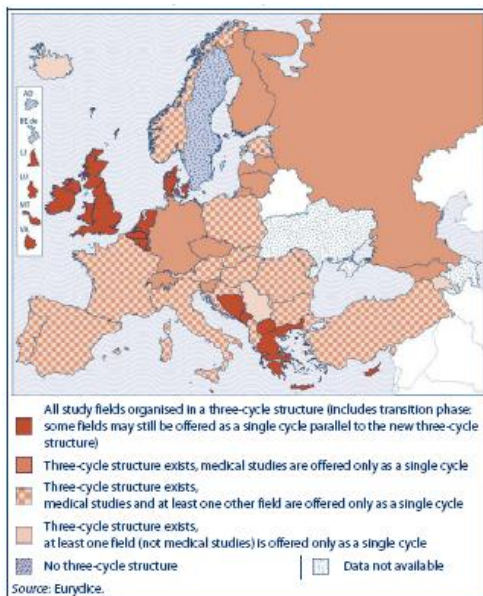 AD
BE de
LI
LU
MT
VA
All study fields organised in a three-cycle structure (includes transition phase:
some fields may still be offered as a single cycle parallel to the new three-cycle
structure)
Three-cycle structure exists, medical studies are offered only as a single cycle
Three-cycle structure exists,
medical studies and at least one other field are offered only as a single cycle
Three-cycle structure exists,
at least one field (not medical studies) is offered only as a single cycle
No three-cycle structure
Data not available
Source: Eurydice.